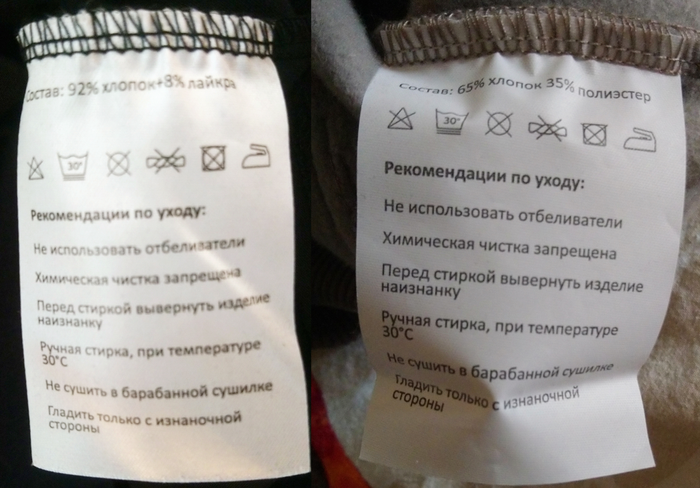 Состав: 92% хлопок+8% лайкра
30°
Рекомендации по уходу:
Не использовать отбеливатели
Химическая чистка запрещена
Перед стиркой вывернуть изделие
наизнанку
Ручная стирка, при температуре
30°C
Не сушить в барабанной сушилке
Гладить только с изнаночной
стороны
Состав: 65% хлопок 35% полиэстер
30°
Рекомендации по уходу:
Не использовать отбеливатели
Химическая чистка запрещена
Перед стиркой вывернуть изделие
наизнанку
Ручная стирка, при температуре
30°C
Не сушить в барабанной сушилке
Гладить только с изнаночной
стороны